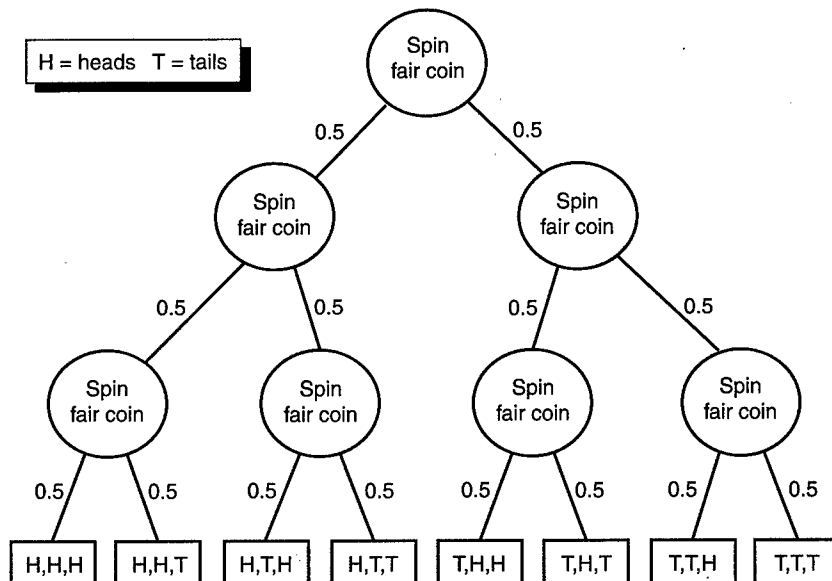 H = heads T = tails
Spin
fair coin
0.5
0.5
Spin
fair coin
Spin
fair coin
0.5
0.5
0.5
0.5
Spin
fair coin
Spin
fair coin
Spin
fair coin
Spin
fair coin
0.5
0.5
0.5
0.5
0.5
0.5
0.5
0.5
H,H,H
H,H,T
H,T,H
H,T,T
T,H,H
T,H,T
T,T,H
T,T,T